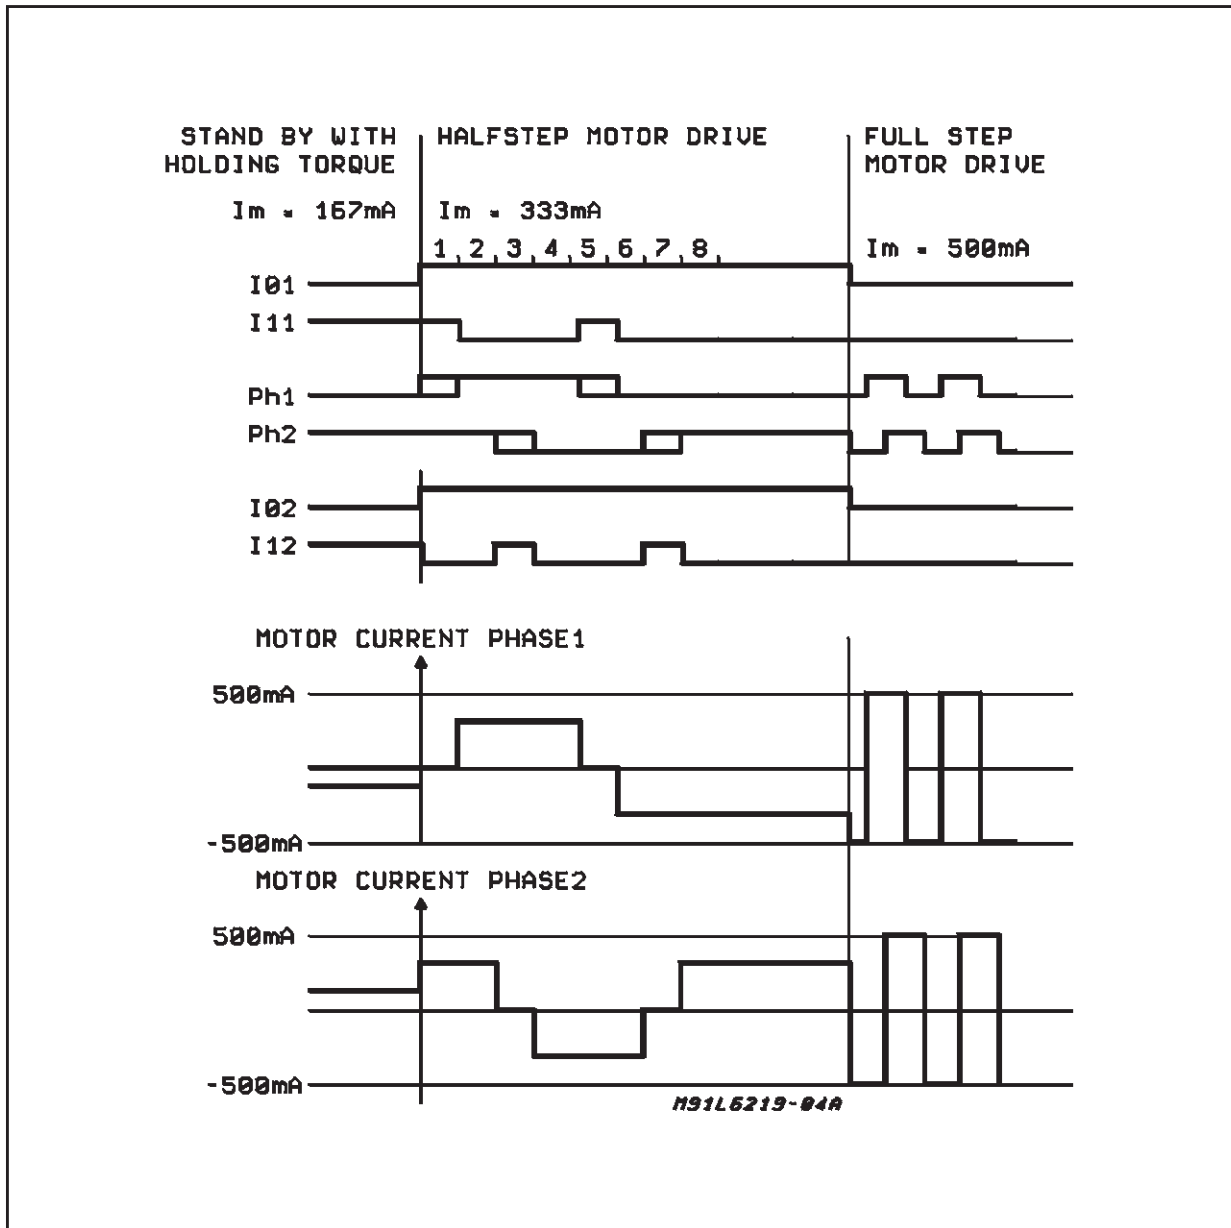 STAND BY WITH
HOLDING TORQUE
Im = 167mA
HALFSTEP MOTOR DRIVE
Im = 333mA
1 2 3 4 5 6 7 8
FULL STEP
MOTOR DRIVE
Im = 500mA
I01
I11
Ph1
Ph2
I02
I12
MOTOR CURRENT PHASE1
500mA
-500mA
MOTOR CURRENT PHASE2
500mA
-500mA
M91L6219-04A